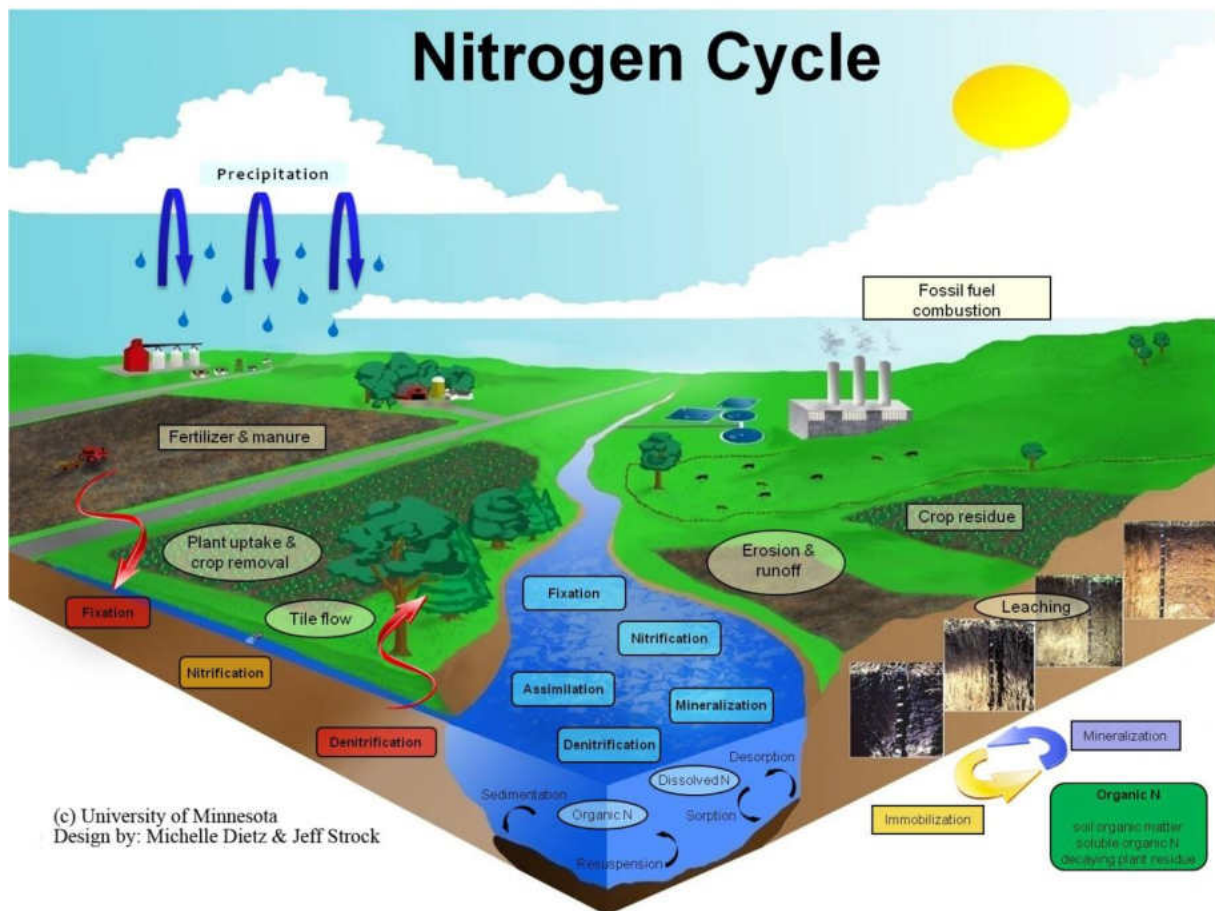 Nitrogen Cycle
Precipitation
Fossil fuel
combustion
Fertilizer & manure
Plant uptake &
crop removal
Crop residue
Erosion &
runoff
Fixation
Tile flow
Fixation
Leaching
Nitrification
Nitrification
Assimilation
Mineralization
Denitrification
Denitrification
Mineralization
Desorption
Dissolved N
Sedimentation
Organic N
Sorption
Resuspension
Immobilization
Organic N
soil organic matter
soluble organic N
decaying plant residue
(c) University of Minnesota
Design by: Michelle Dietz & Jeff Strock